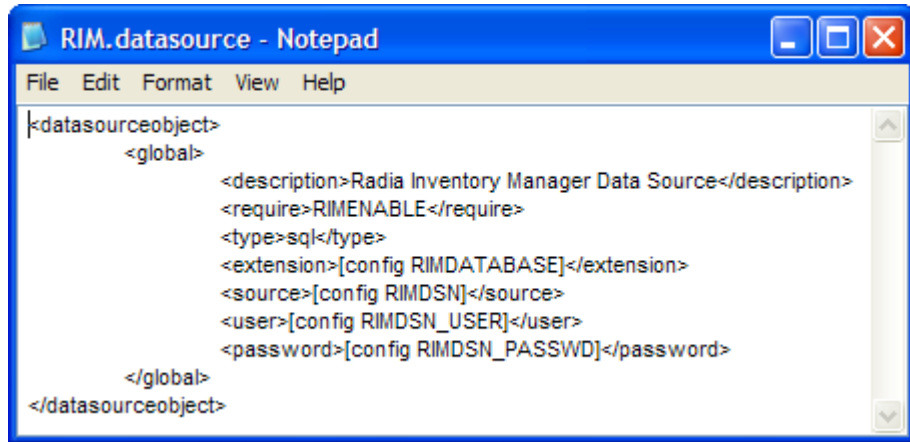 RIM.datasource - Notepad
File Edit Format View Help
<datasourceobject>
<global>
<description>Radia Inventory Manager Data Source</description>
<require>RIMENABLE</require>
<type>sql</type>
<extension>[config RIMDATABASE]</extension>
<source>[config RIMDSN]</source>
<user>[config RIMDSN_USER]</user>
<password>[config RIMDSN_PASSWD]</password>
</global>
</datasourceobject>